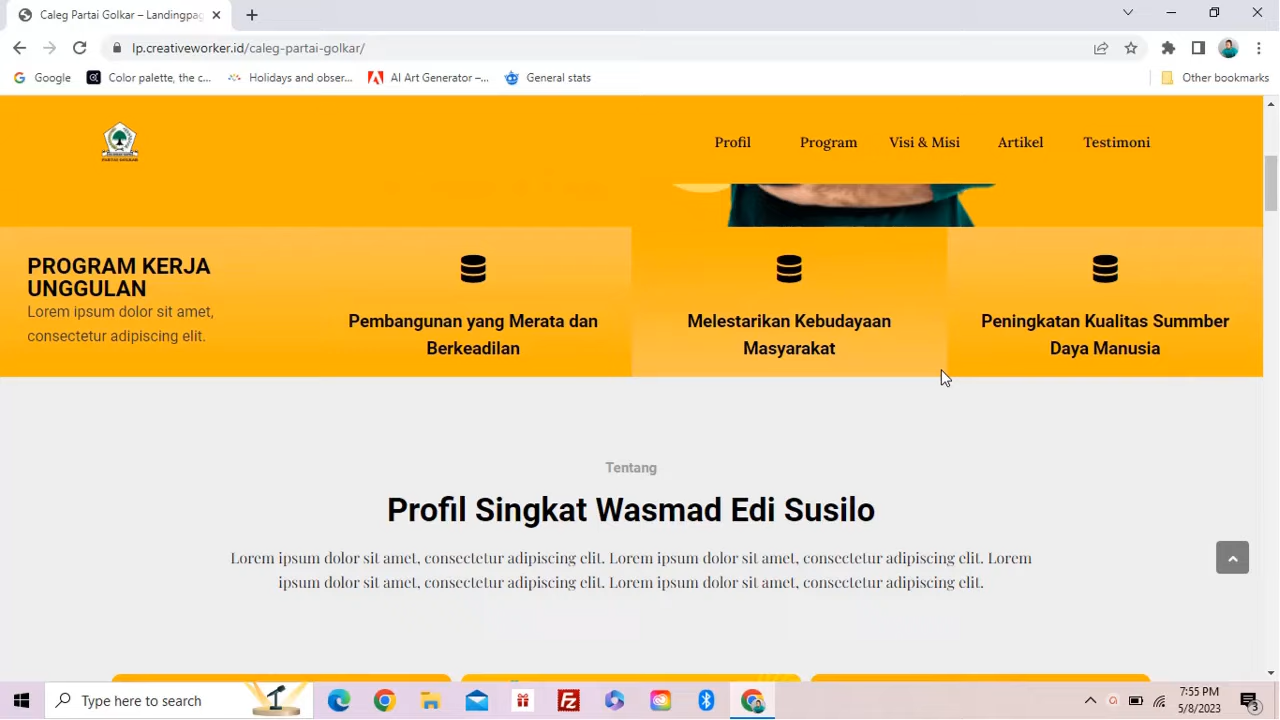 Caleg Partai Golkar – Landingpag
lp.creativeworker.id/caleg-partai-golkar/
Google
Color palette, the c...
Holidays and obser...
AI Art Generator –...
General stats
Other bookmarks
PARTAI GOLKAR
Profil
Program
Visi & Misi
Artikel
Testimoni
PROGRAM KERJA
UNGGULAN
Lorem ipsum dolor sit amet,
consectetur adipiscing elit.
Pembangunan yang Merata dan
Berkeadilan
Melestarikan Kebudayaan
Masyarakat
Peningkatan Kualitas Summber
Daya Manusia
Tentang
Profil Singkat Wasmad Edi Susilo
Lorem ipsum dolor sit amet, consectetur adipiscing elit. Lorem ipsum dolor sit amet, consectetur adipiscing elit. Lorem
ipsum dolor sit amet, consectetur adipiscing elit. Lorem ipsum dolor sit amet, consectetur adipiscing elit.
Type here to search
7:55 PM
5/8/2023
3